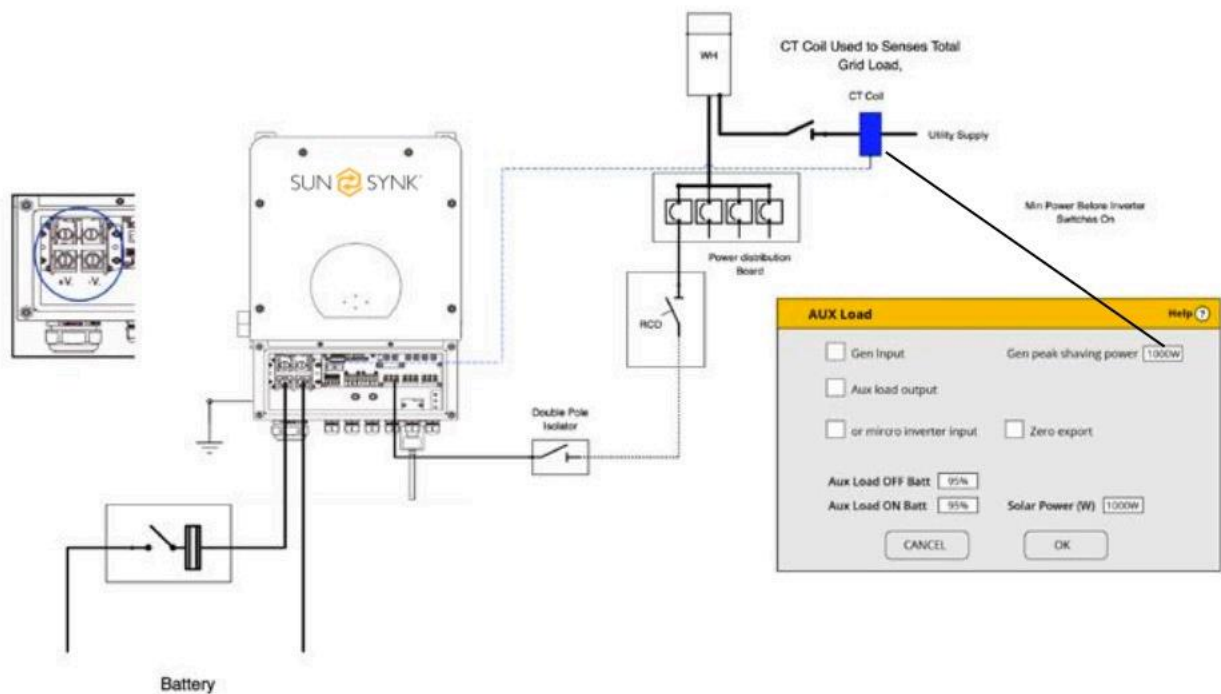 WH
CT Coil Used to Senses Total
Grid Load,
CT Coil
Utility Supply
SUN SYNK
+V. -V.
Min Power Before Inverter
Switches On
Power distribution
Board
RCD
Double Pole
Isolator
AUX Load
Help ?
Gen Input
Gen peak shaving power 1000W
Aux load output
or mircro inverter input
Zero export
Aux Load OFF Batt 95%
Aux Load ON Batt 95%
Solar Power (W) 1000W
CANCEL
OK
Battery